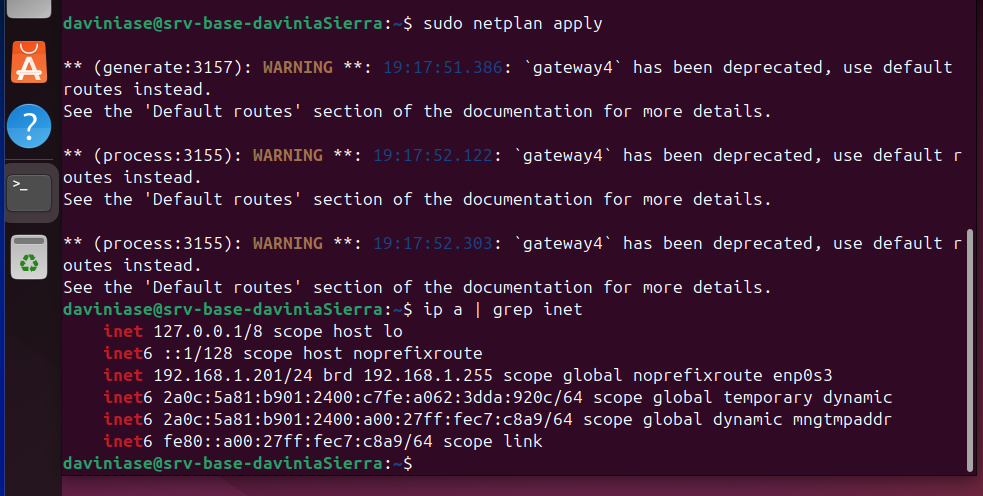 daviniase@srv-base-daviniaSierra:~$ sudo netplan apply
** (generate:3157): WARNING **: 19:17:51.386: `gateway4` has been deprecated, use default
routes instead.
See the 'Default routes' section of the documentation for more details.
** (process:3155): WARNING **: 19:17:52.122: `gateway4` has been deprecated, use default r
outes instead.
See the 'Default routes' section of the documentation for more details.
** (process:3155): WARNING **: 19:17:52.303: `gateway4` has been deprecated, use default r
outes instead.
See the 'Default routes' section of the documentation for more details.
daviniase@srv-base-daviniaSierra:~$ ip a | grep inet
inet 127.0.0.1/8 scope host lo
inet6 ::1/128 scope host noprefixroute
inet 192.168.1.201/24 brd 192.168.1.255 scope global noprefixroute enp0s3
inet6 2a0c:5a81:b901:2400:c7fe:a062:3dda:920c/64 scope global temporary dynamic
inet6 2a0c:5a81:b901:2400:a00:27ff:fec7:c8a9/64 scope global dynamic mngtmpaddr
inet6 fe80::a00:27ff:fec7:c8a9/64 scope link
daviniase@srv-base-daviniaSierra:~$